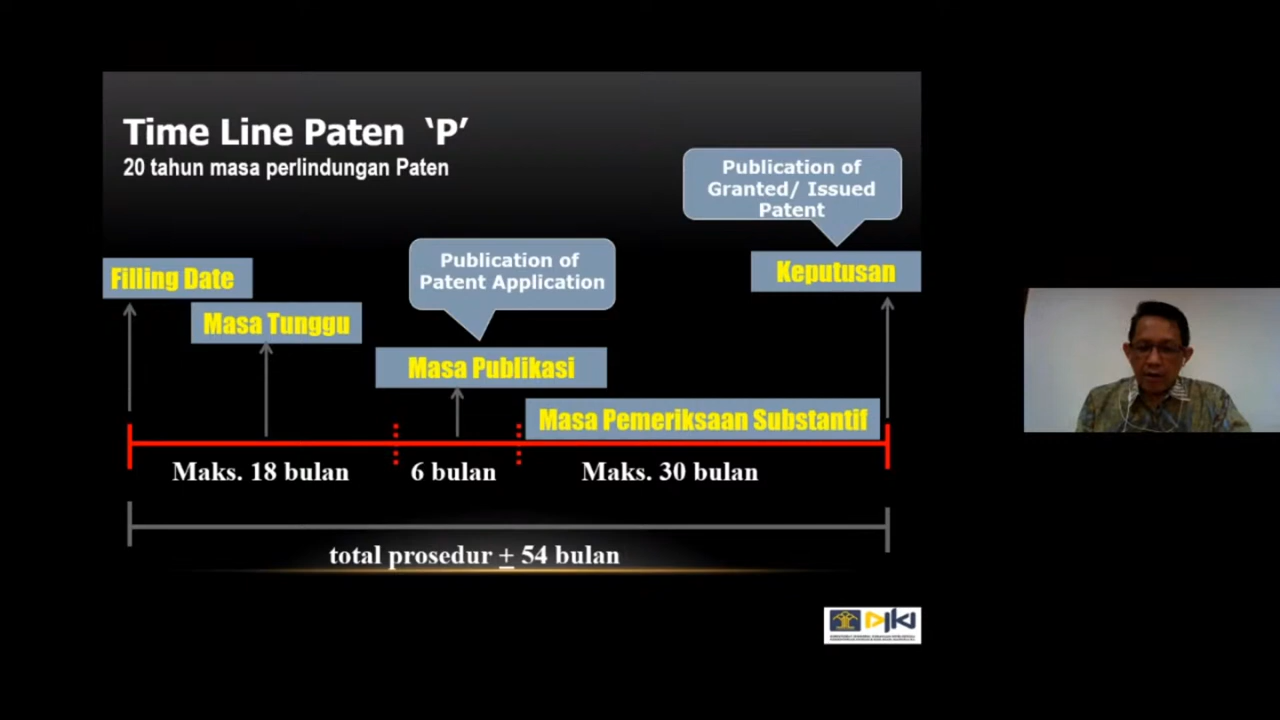 Time Line Paten ‘P’
20 tahun masa perlindungan Paten
Publication of
Granted/ Issued
Patent
Publication of
Patent Application
Filling Date
Keputusan
Masa Tunggu
Masa Publikasi
Masa Pemeriksaan Substantif
Maks. 18 bulan
6 bulan
Maks. 30 bulan
total prosedur ± 54 bulan
DJKI